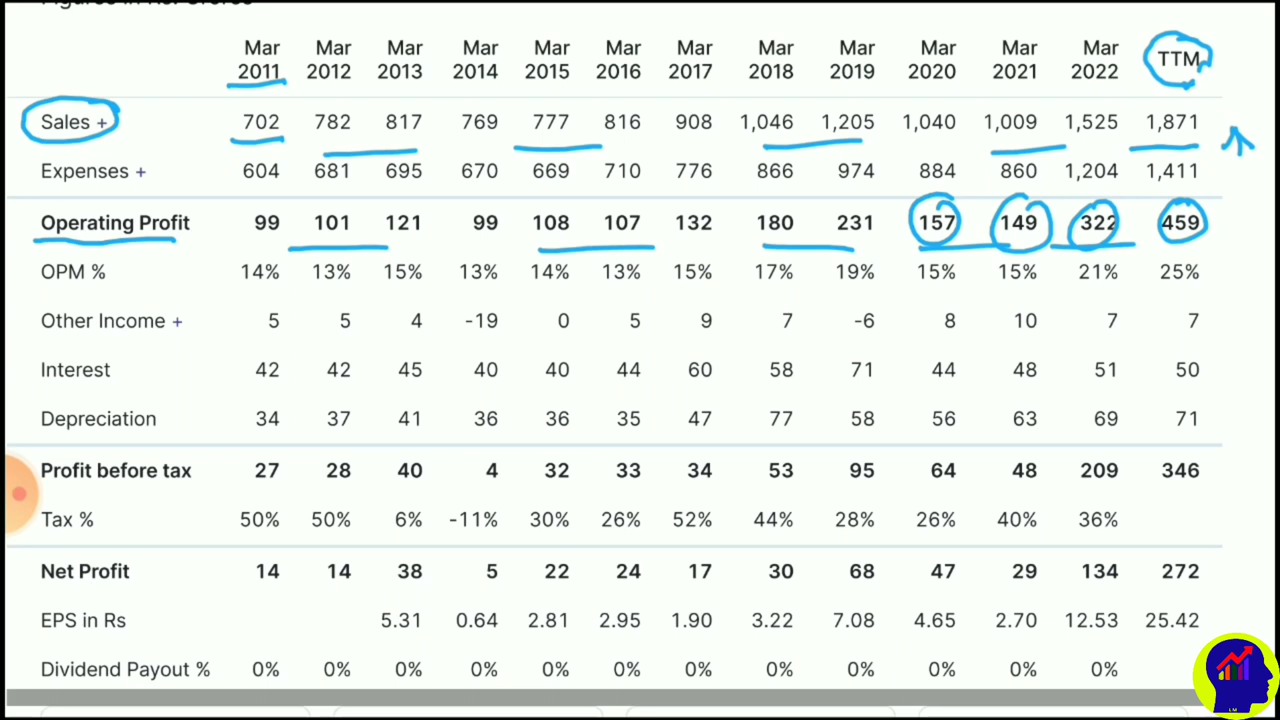 Figures in Rs. Crores
Mar 2011 Mar 2012 Mar 2013 Mar 2014 Mar 2015 Mar 2016 Mar 2017 Mar 2018 Mar 2019 Mar 2020 Mar 2021 Mar 2022 TTM
Sales + 702 782 817 769 777 816 908 1,046 1,205 1,040 1,009 1,525 1,871
Expenses + 604 681 695 670 669 710 776 866 974 884 860 1,204 1,411
Operating Profit 99 101 121 99 108 107 132 180 231 157 149 322 459
OPM % 14% 13% 15% 13% 14% 13% 15% 17% 19% 15% 15% 21% 25%
Other Income + 5 5 4 -19 0 5 9 7 -6 8 10 7 7
Interest 42 42 45 40 40 44 60 58 71 44 48 51 50
Depreciation 34 37 41 36 36 35 47 77 58 56 63 69 71
Profit before tax 27 28 40 4 32 33 34 53 95 64 48 209 346
Tax % 50% 50% 6% -11% 30% 26% 52% 44% 28% 26% 40% 36%
Net Profit 14 14 38 5 22 24 17 30 68 47 29 134 272
EPS in Rs 5.31 0.64 2.81 2.95 1.90 3.22 7.08 4.65 2.70 12.53 25.42
Dividend Payout % 0% 0% 0% 0% 0% 0% 0% 0% 0% 0% 0% 0%